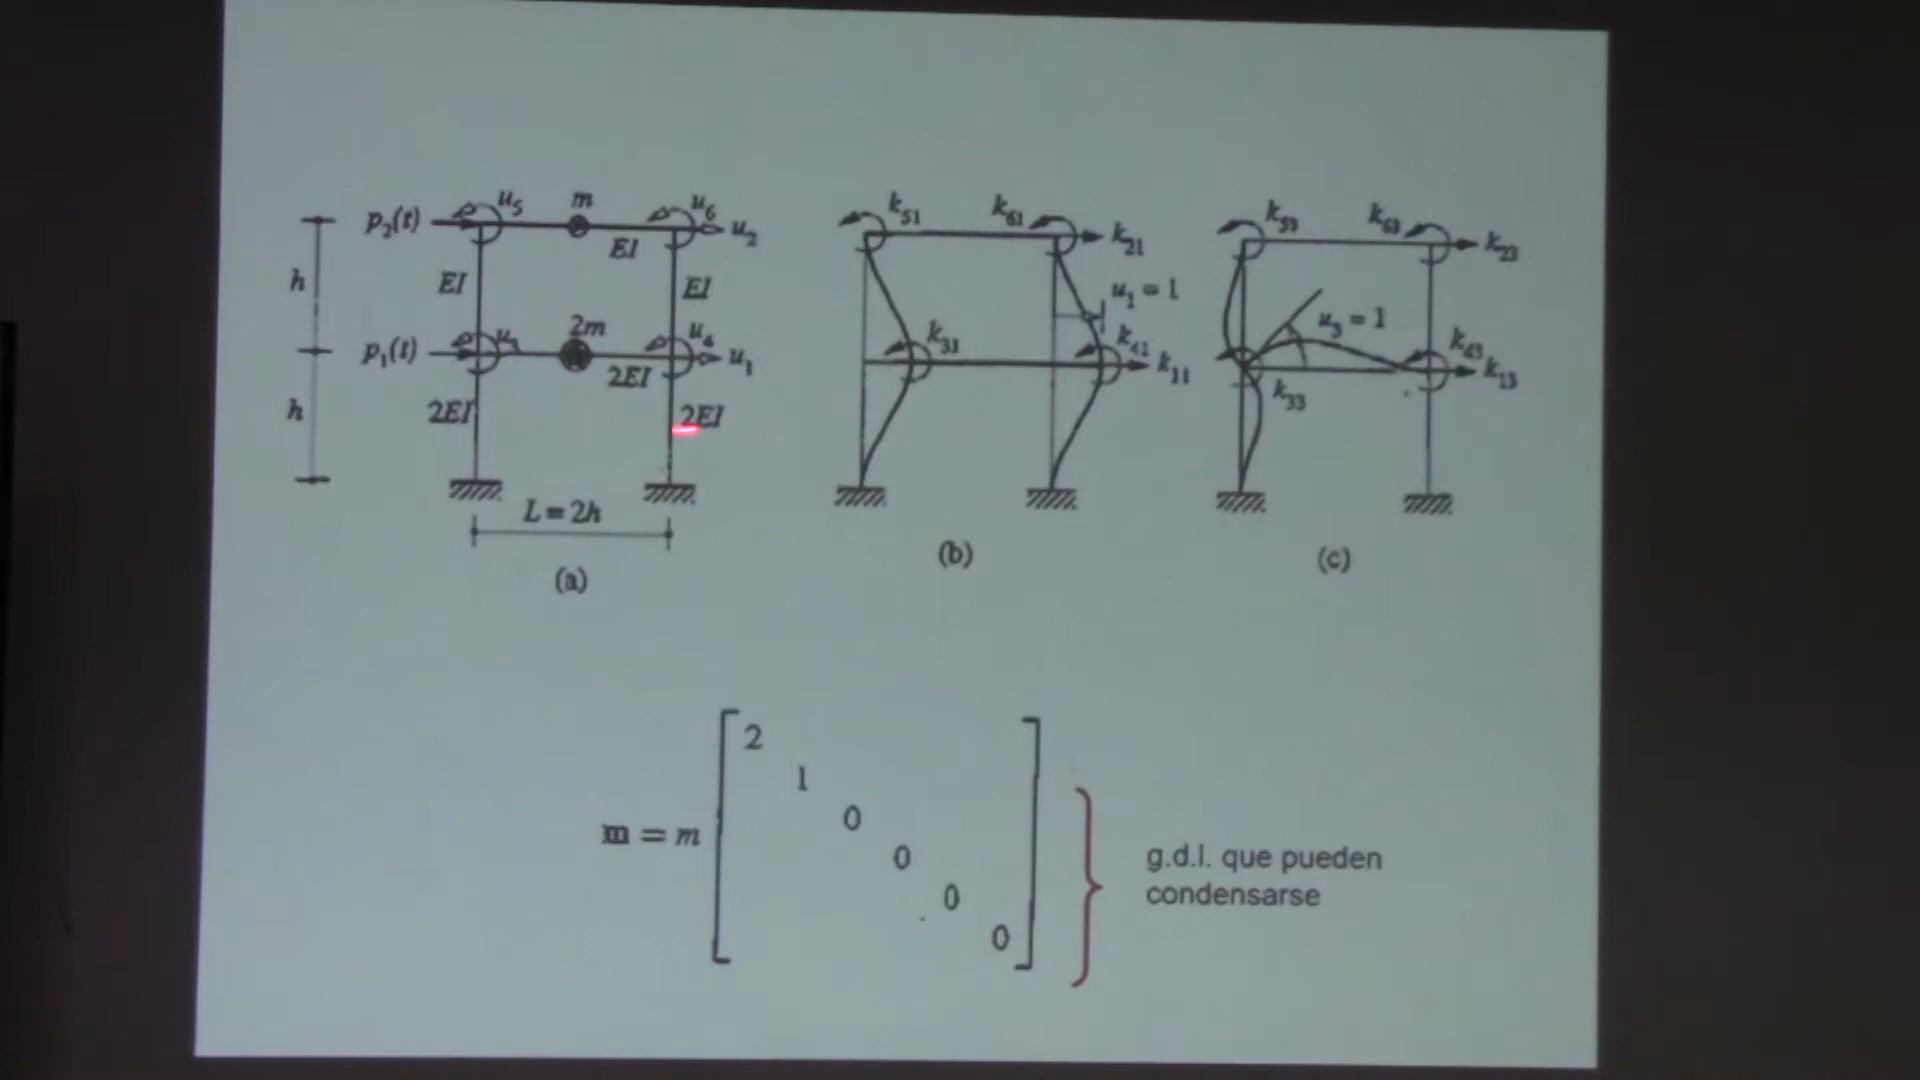 p₂(t) u₅ m u₆ u₂
EI
h EI EI
p₁(t) 2m u₄ u₁
2EI
h 2EI 2EI
L = 2h
(a)
k₅₁ k₆₁ k₂₁
u₁ = 1
k₃₁ k₄₁ k₁₁
(b)
k₅₃ k₆₃ k₂₃
u₃ = 1
k₄₃ k₁₃
k₃₃
(c)
m = m
2
1
0
0
0
0
g.d.l. que pueden
condensarse